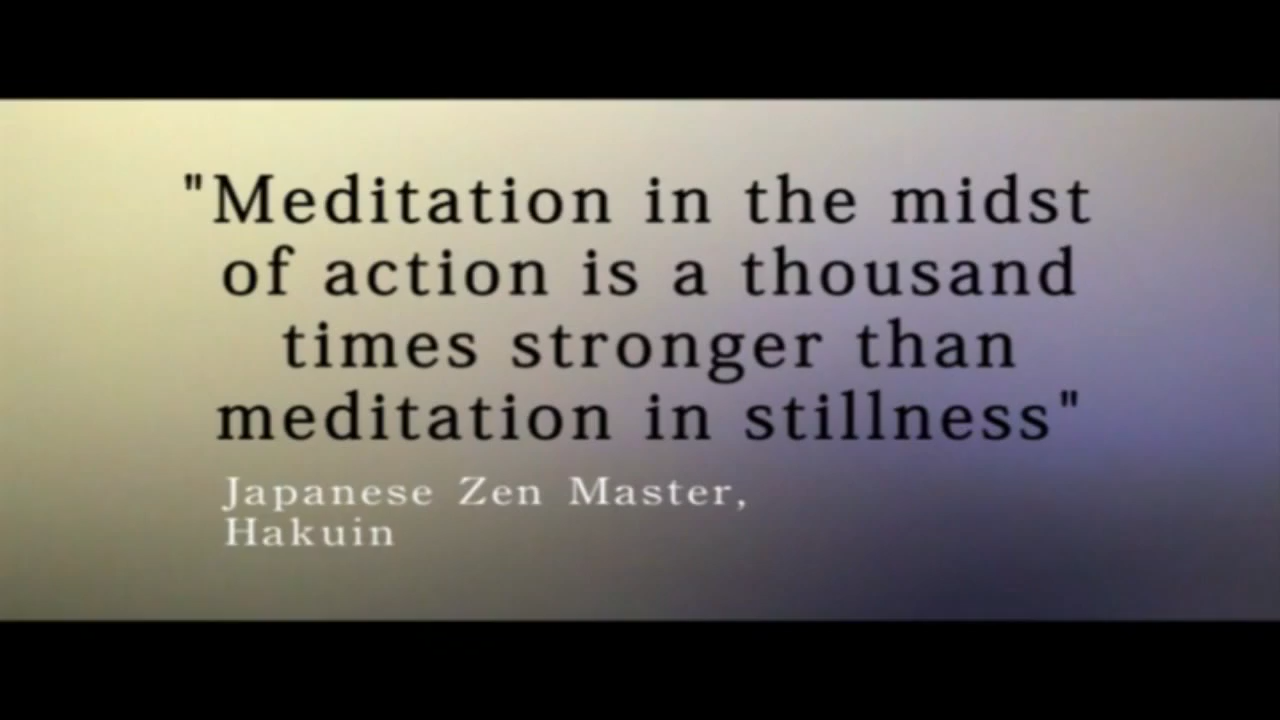 "Meditation in the midst
of action is a thousand
times stronger than
meditation in stillness"
Japanese Zen Master,
Hakuin